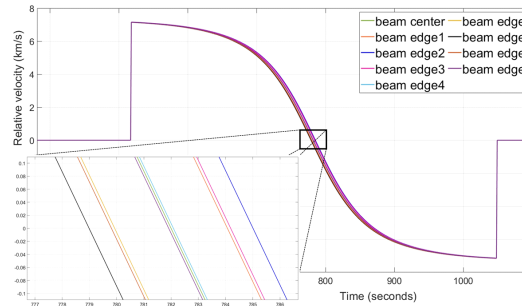 8
6
4
2
0
Relative velocity (km/s)
beam center
beam edge1
beam edge2
beam edge3
beam edge4
beam edge
beam edge
beam edge
beam edge
0.1
0.08
0.06
0.04
0.02
0
-0.02
-0.04
-0.06
-0.08
-0.1
777
778
779
780
781
782
783
784
785
786
800
900
1000
Time (seconds)